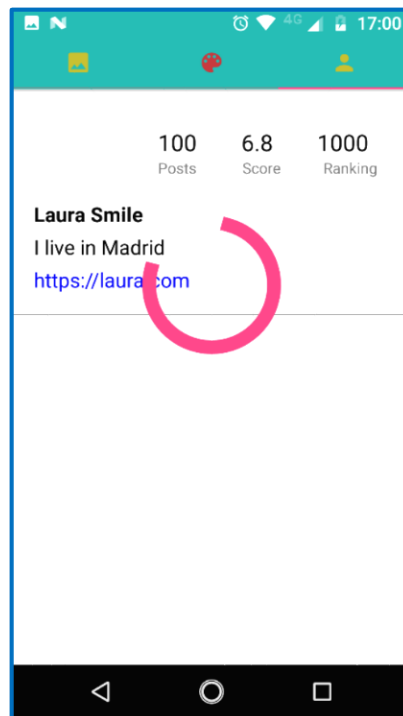 4G 17:00
100 6.8 1000
Posts Score Ranking
Laura Smile
I live in Madrid
https://laura.com